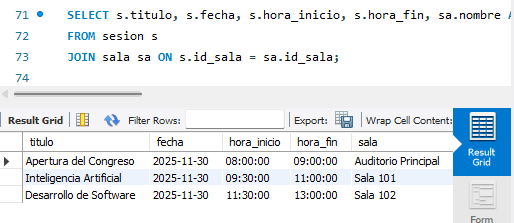 71 SELECT s.titulo, s.fecha, s.hora_inicio, s.hora_fin, sa.nombre
72 FROM sesion s
73 JOIN sala sa ON s.id_sala = sa.id_sala;
74
Result Grid Filter Rows: Export: Wrap Cell Content:
titulo fecha hora_inicio hora_fin sala
Apertura del Congreso 2025-11-30 08:00:00 09:00:00 Auditorio Principal
Inteligencia Artificial 2025-11-30 09:30:00 11:00:00 Sala 101
Desarrollo de Software 2025-11-30 11:30:00 13:00:00 Sala 102
Result
Grid
Form